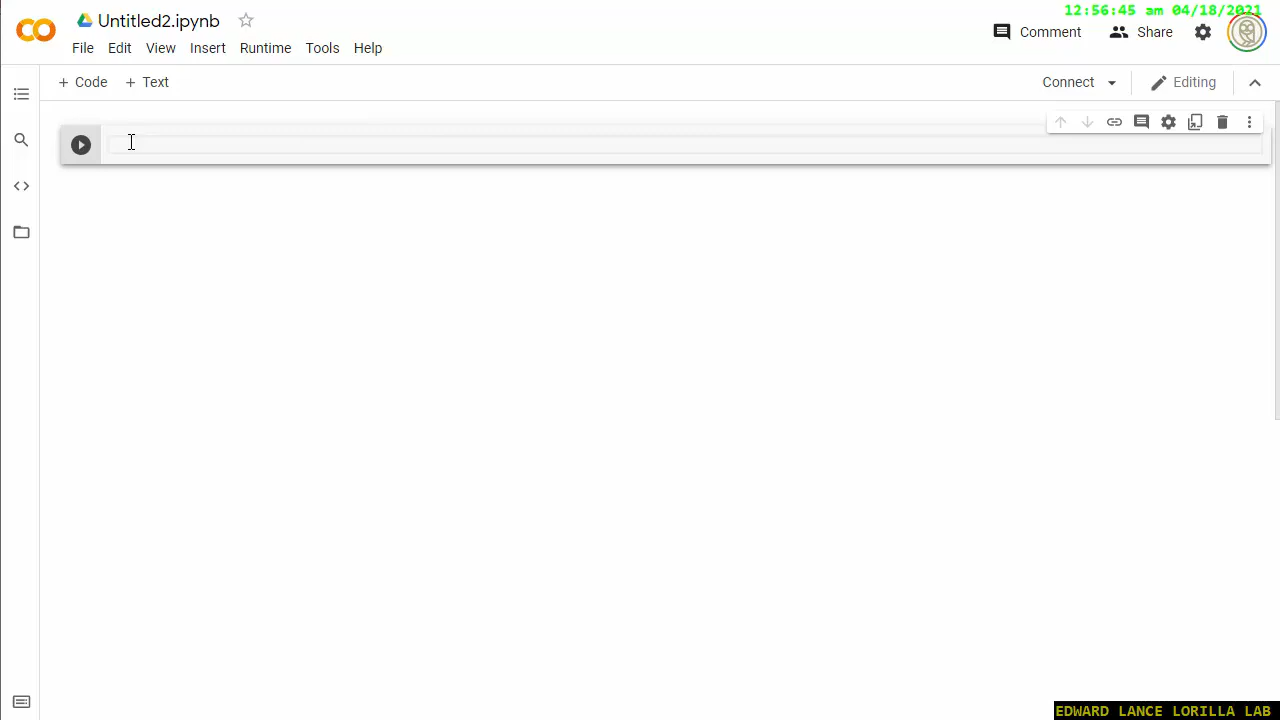 12:56:45 am 04/18/2021
Untitled2.ipynb
File Edit View Insert Runtime Tools Help
Comment Share
+ Code + Text
Connect Editing
EDWARD LANCE LORILLA LAB